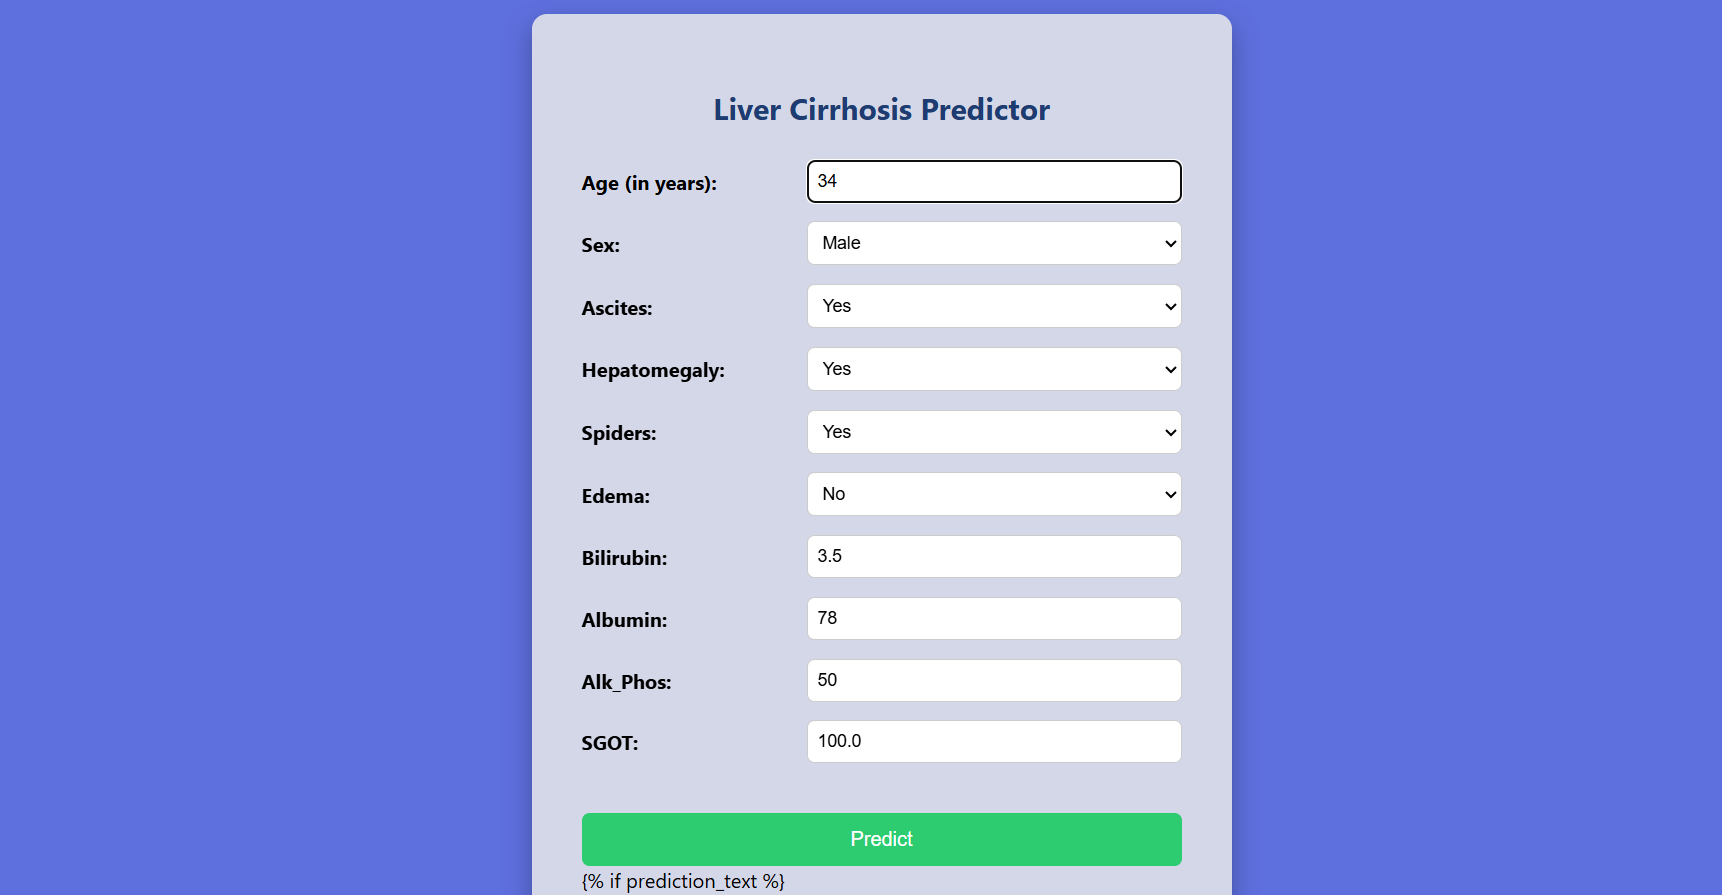 Liver Cirrhosis Predictor
Age (in years): 34
Sex: Male
Ascites: Yes
Hepatomegaly: Yes
Spiders: Yes
Edema: No
Bilirubin: 3.5
Albumin: 78
Alk_Phos: 50
SGOT: 100.0
Predict
{% if prediction_text %}